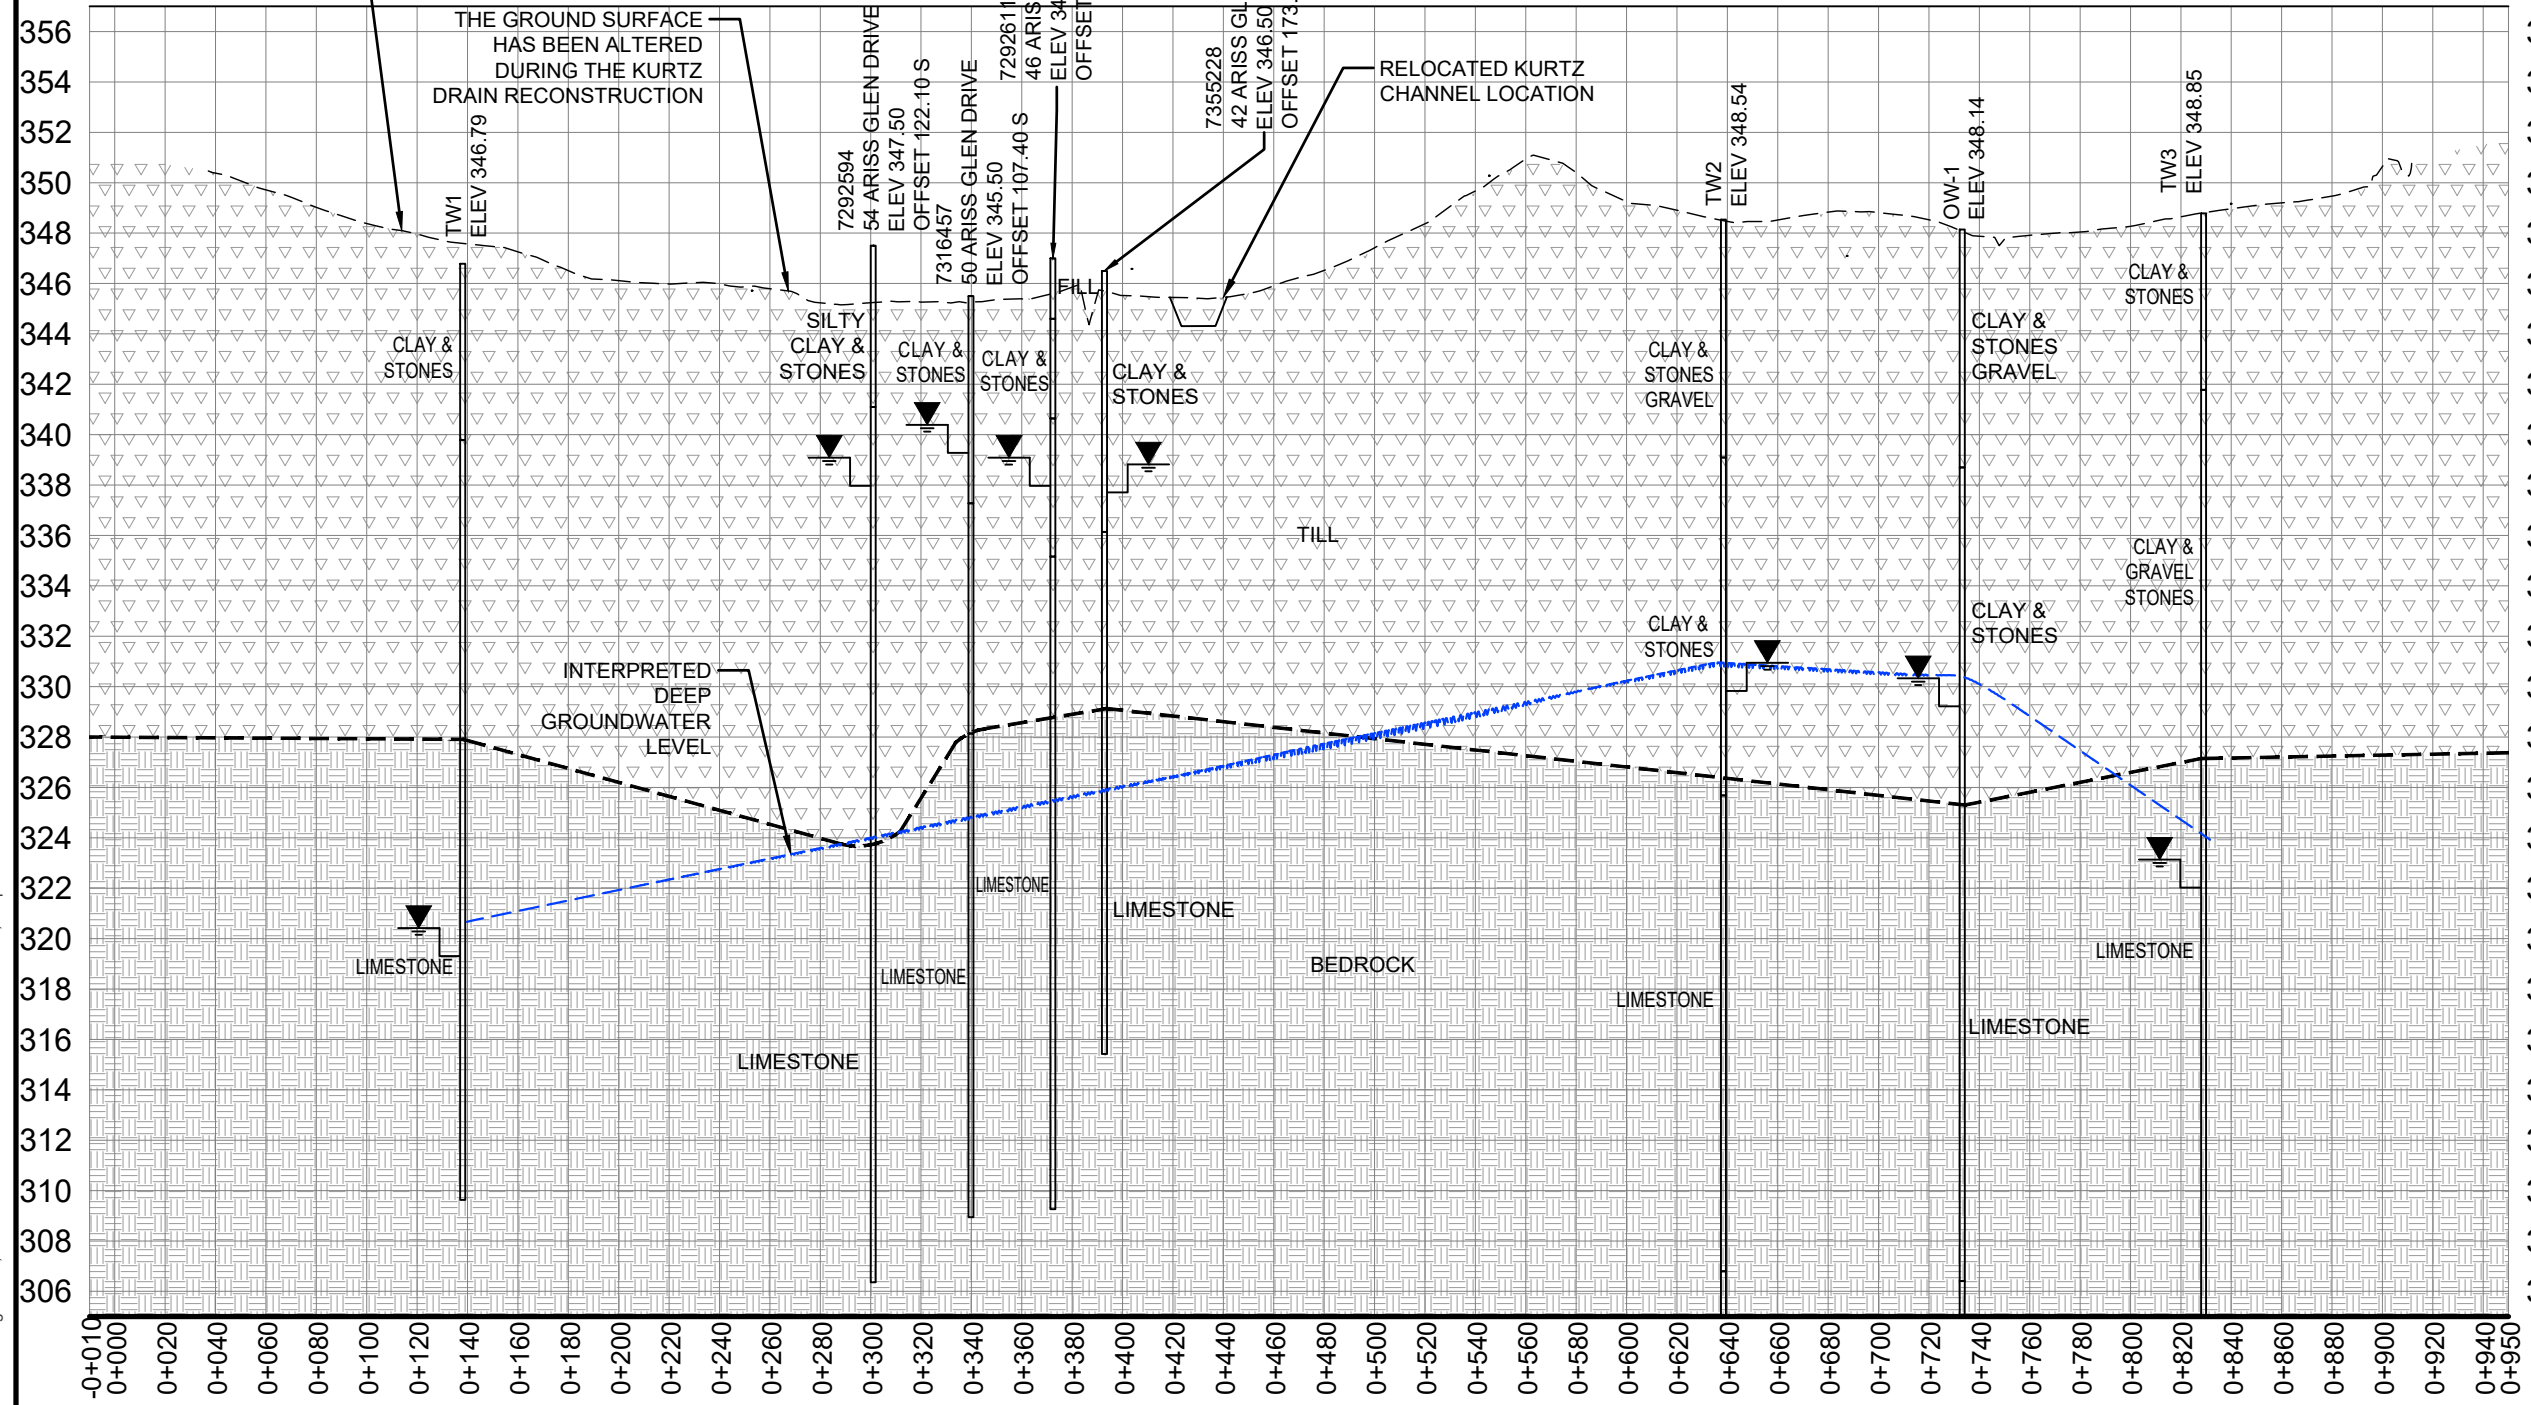 356
354
352
350
348
346
344
342
340
338
336
334
332
330
328
326
324
322
320
318
316
314
312
310
308
306
THE GROUND SURFACE
HAS BEEN ALTERED
DURING THE KURTZ
DRAIN RECONSTRUCTION
TW1
ELEV 346.79
7292594
54 ARISS GLEN DRIVE
ELEV 347.50
OFFSET 122.10 S
7316457
50 ARISS GLEN DRIVE
ELEV 345.50
OFFSET 107.40 S
7292611
46 ARIS
ELEV 34
OFFSET
7355228
42 ARISS GL
ELEV 346.50
OFFSET 173.
RELOCATED KURTZ
CHANNEL LOCATION
TW2
ELEV 348.54
OW-1
ELEV 348.14
TW3
ELEV 348.85
CLAY &
STONES
SILTY
CLAY &
STONES
CLAY &
STONES
CLAY &
STONES
FILL
CLAY &
STONES
TILL
CLAY &
STONES
GRAVEL
CLAY &
STONES
GRAVEL
CLAY &
STONES
CLAY &
GRAVEL
STONES
CLAY &
STONES
CLAY &
STONES
INTERPRETED
DEEP
GROUNDWATER
LEVEL
LIMESTONE
LIMESTONE
LIMESTONE
LIMESTONE
LIMESTONE
BEDROCK
LIMESTONE
LIMESTONE
LIMESTONE
-0+010
0+000
0+020
0+040
0+060
0+080
0+100
0+120
0+140
0+160
0+180
0+200
0+220
0+240
0+260
0+280
0+300
0+320
0+340
0+360
0+380
0+400
0+420
0+440
0+460
0+480
0+500
0+520
0+540
0+560
0+580
0+600
0+620
0+640
0+660
0+680
0+700
0+720
0+740
0+760
0+780
0+800
0+820
0+840
0+860
0+880
0+900
0+920
0+940
0+950